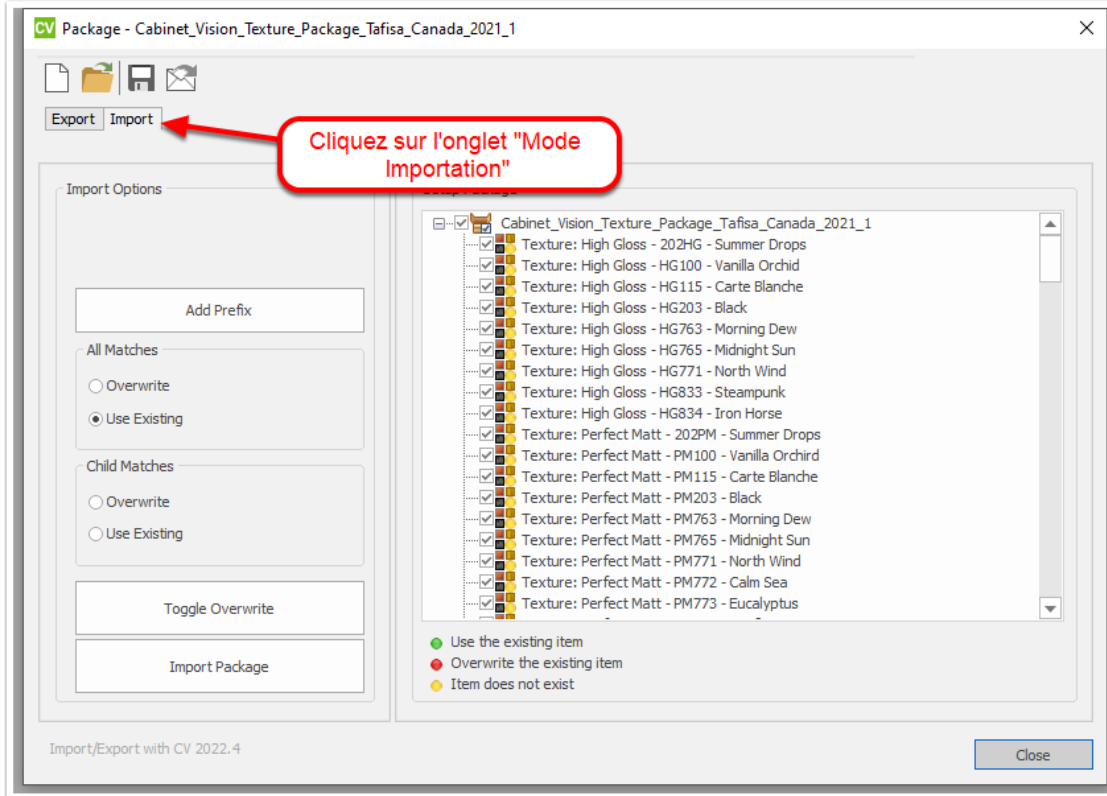 CV Package - Cabinet_Vision_Texture_Package_Tafisa_Canada_2021_1
Export Import
Cliquez sur l'onglet "Mode
Importation"
Import Options
Cabinet_Vision_Texture_Package_Tafisa_Canada_2021_1
Texture: High Gloss - 202HG - Summer Drops
Texture: High Gloss - HG100 - Vanilla Orchid
Texture: High Gloss - HG115 - Carte Blanche
Texture: High Gloss - HG203 - Black
Texture: High Gloss - HG763 - Morning Dew
Texture: High Gloss - HG765 - Midnight Sun
Texture: High Gloss - HG771 - North Wind
Texture: High Gloss - HG833 - Steampunk
Texture: High Gloss - HG834 - Iron Horse
Texture: Perfect Matt - 202PM - Summer Drops
Texture: Perfect Matt - PM100 - Vanilla Orchird
Texture: Perfect Matt - PM115 - Carte Blanche
Texture: Perfect Matt - PM203 - Black
Texture: Perfect Matt - PM763 - Morning Dew
Texture: Perfect Matt - PM765 - Midnight Sun
Texture: Perfect Matt - PM771 - North Wind
Texture: Perfect Matt - PM772 - Calm Sea
Texture: Perfect Matt - PM773 - Eucalyptus
Add Prefix
All Matches
Overwrite
Use Existing
Child Matches
Overwrite
Use Existing
Toggle Overwrite
Import Package
Use the existing item
Overwrite the existing item
Item does not exist
Import/Export with CV 2022.4
Close